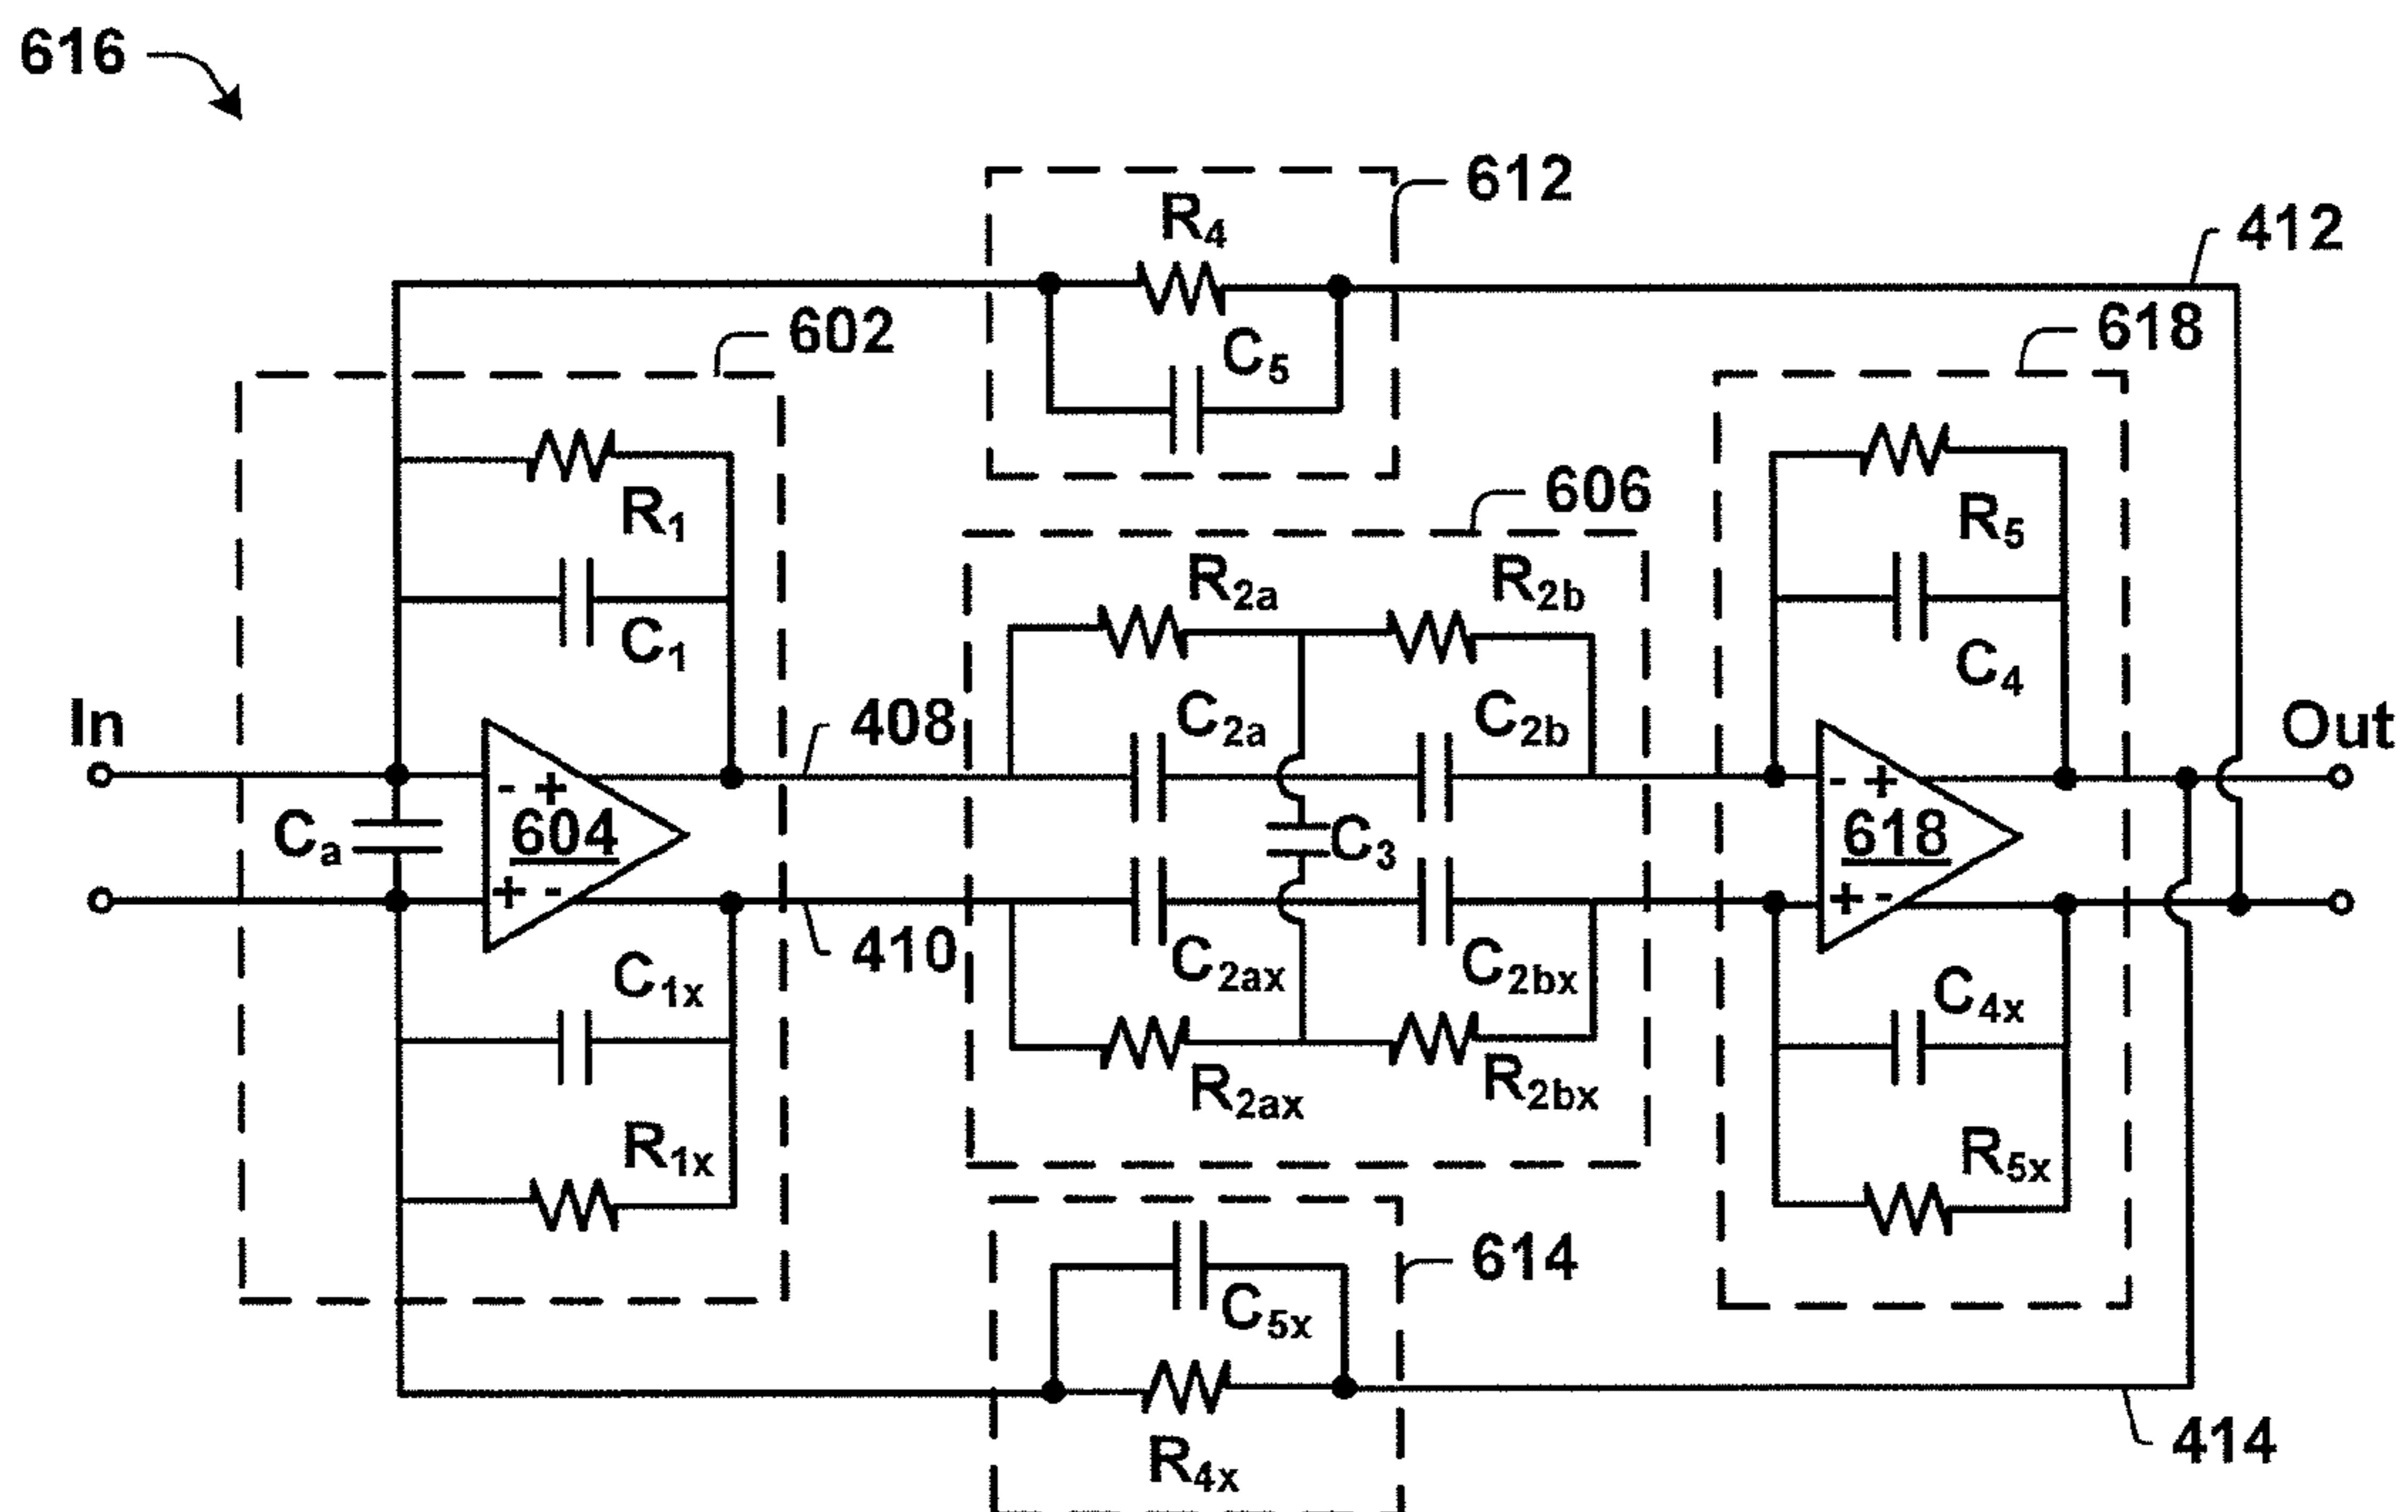 616
612
R4
412
602
C5
618
R1
606
R5
R2a
R2b
C1
C4
In
408
C2a
C2b
Out
- +
- +
Ca
604
C3
618
+ -
+ -
410
C1x
C2ax
C2bx
C4x
R1x
R2ax
R2bx
R5x
614
C5x
R4x
414